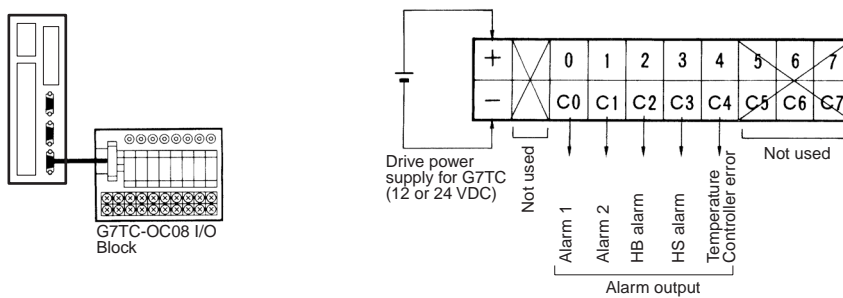 G7TC-OC08 I/O
Block
+ 0 1 2 3 4 5 6 7
− C0 C1 C2 C3 C4 C5 C6 C7
Drive power
supply for G7TC
(12 or 24 VDC)
Not used
Alarm 1
Alarm 2
HB alarm
HS alarm
Temperature
Controller error
Not used
Alarm output